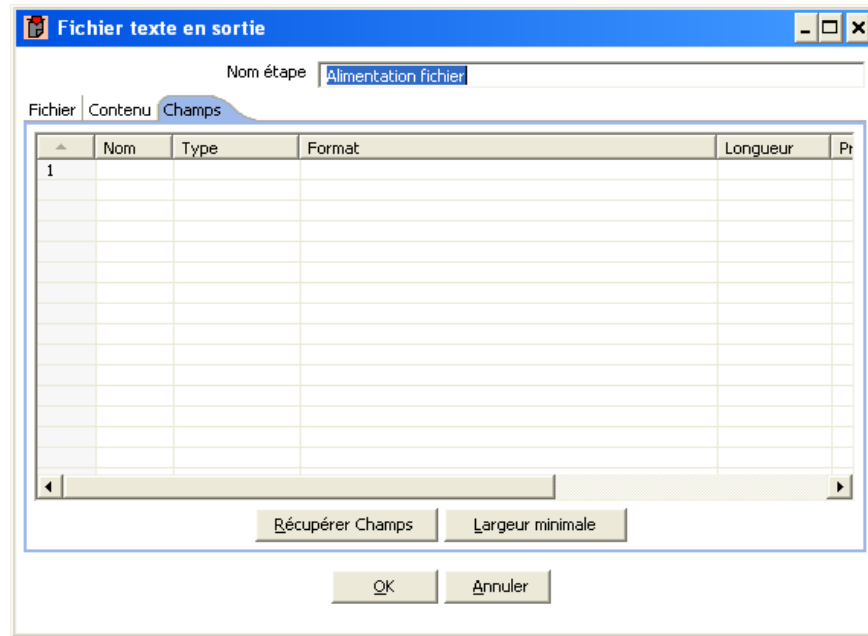 Fichier texte en sortie
Nom étape Alimentation fichier
Fichier Contenu Champs
Nom Type Format Longueur Pr
1
Récupérer Champs Largeur minimale
OK Annuler